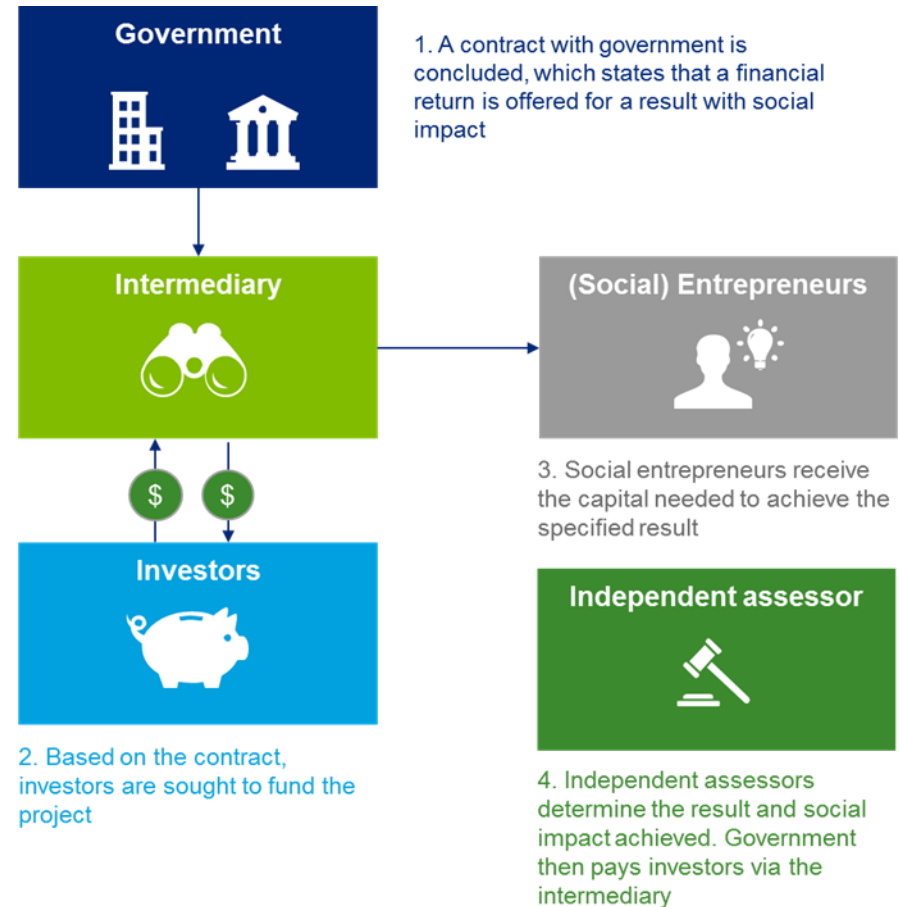 Government
1. A contract with government is
concluded, which states that a financial
return is offered for a result with social
impact
Intermediary
(Social) Entrepreneurs
3. Social entrepreneurs receive
the capital needed to achieve the
specified result
$
$
Investors
2. Based on the contract,
investors are sought to fund the
project
Independent assessor
4. Independent assessors
determine the result and social
impact achieved. Government
then pays investors via the
intermediary